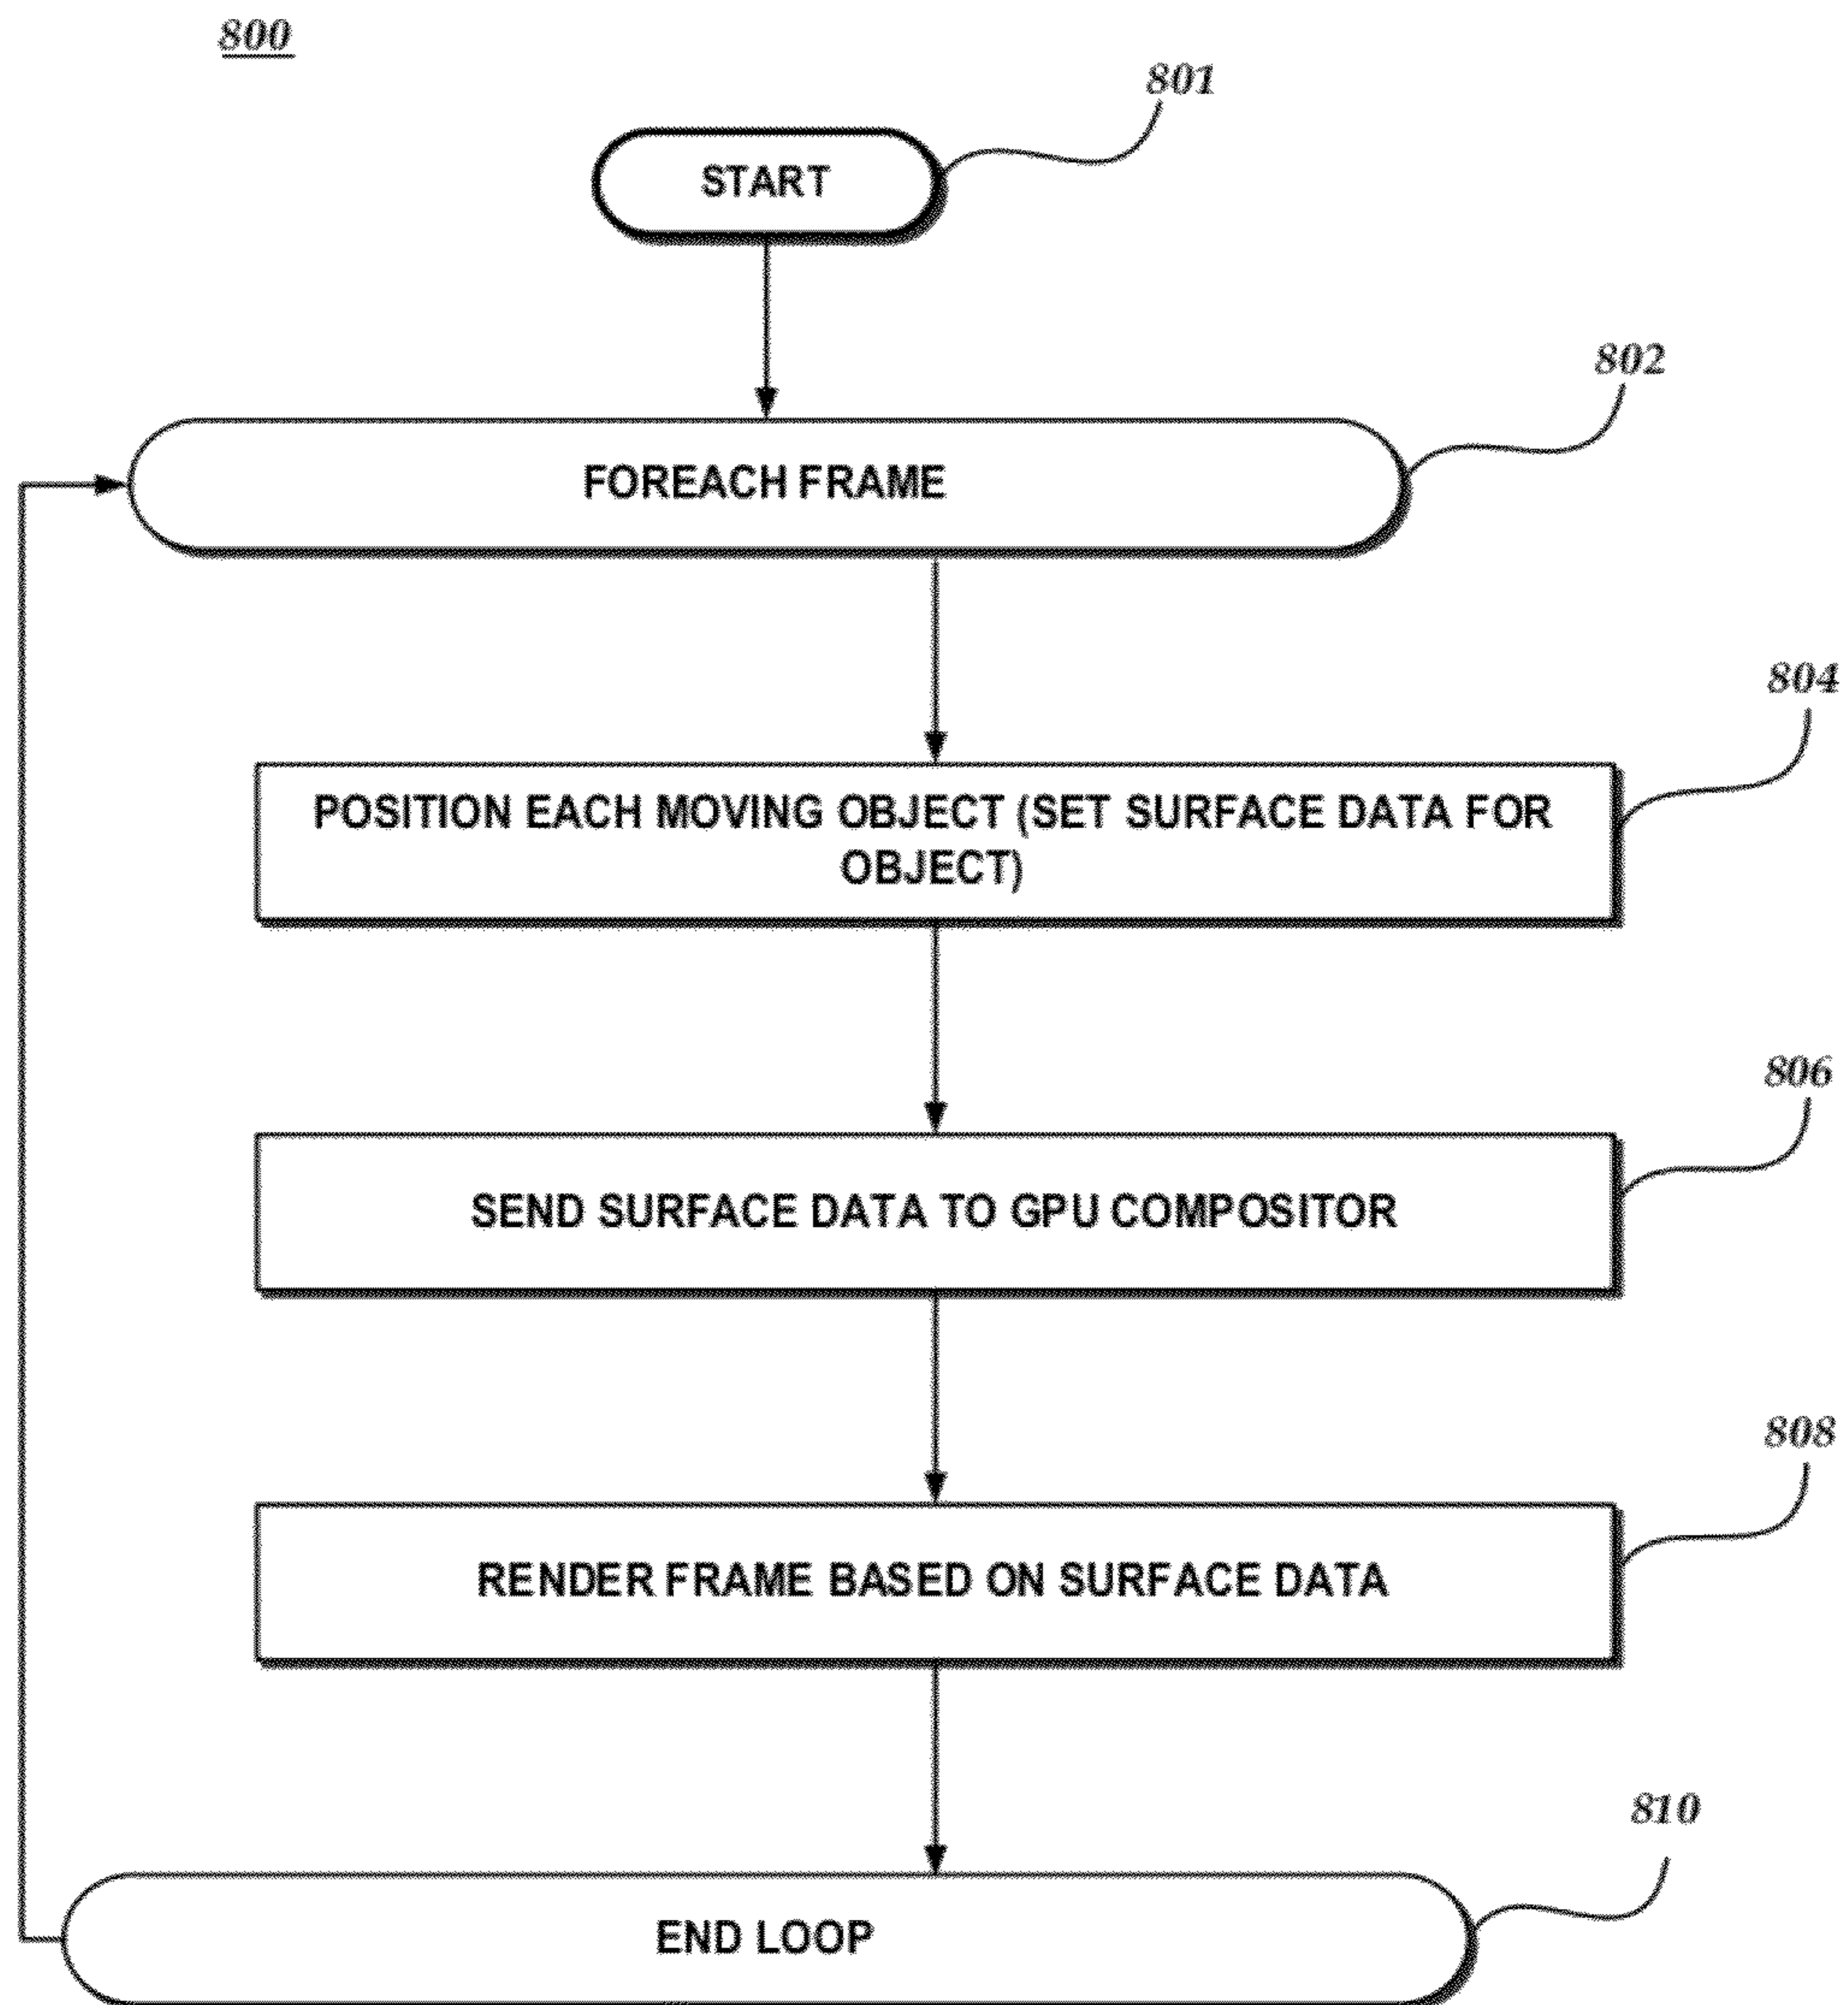 800
801
START
802
FOREACH FRAME
804
POSITION EACH MOVING OBJECT (SET SURFACE DATA FOR
OBJECT)
806
SEND SURFACE DATA TO GPU COMPOSITOR
808
RENDER FRAME BASED ON SURFACE DATA
810
END LOOP